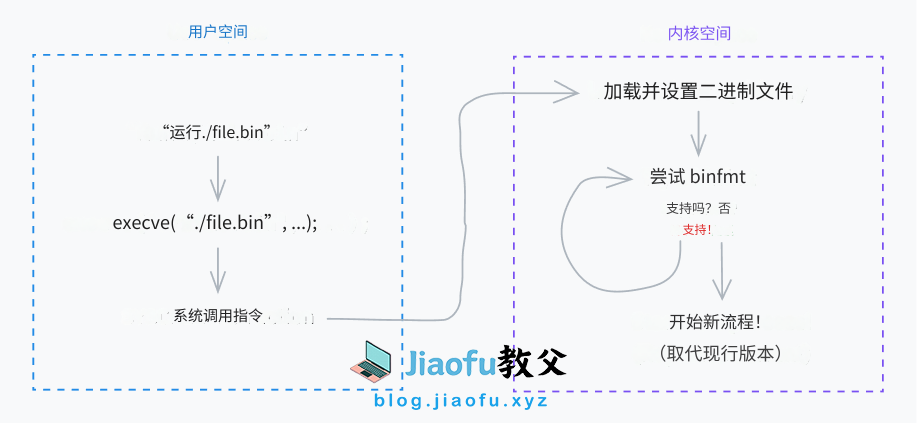 用户空间
“运行./file.bin”
execve(“./file.bin”, ...);
系统调用指令
内核空间
加载并设置二进制文件
尝试 binfmt
支持吗？否
支持！
开始新流程！
（取代现行版本）
Jiaofu教父
blog.jiaofu.xyz